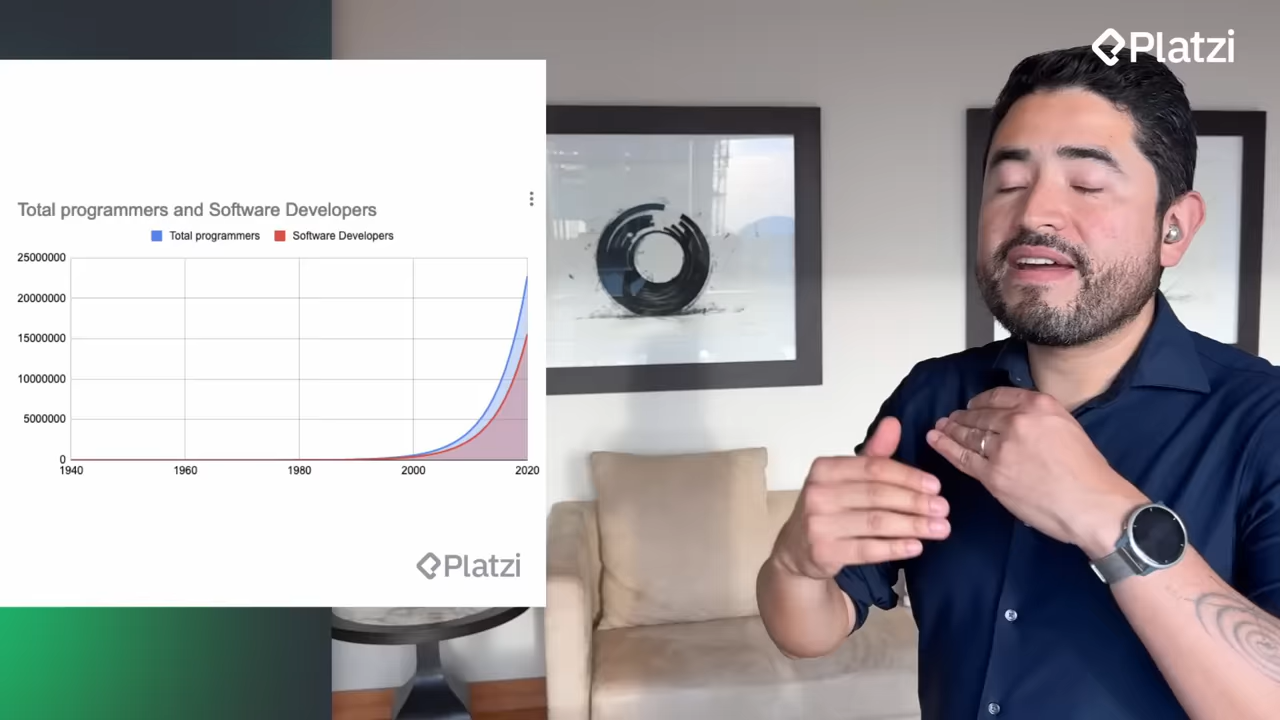 Platzi
Total programmers and Software Developers
Total programmers Software Developers
25000000
20000000
15000000
10000000
5000000
0
1940 1960 1980 2000 2020
Platzi